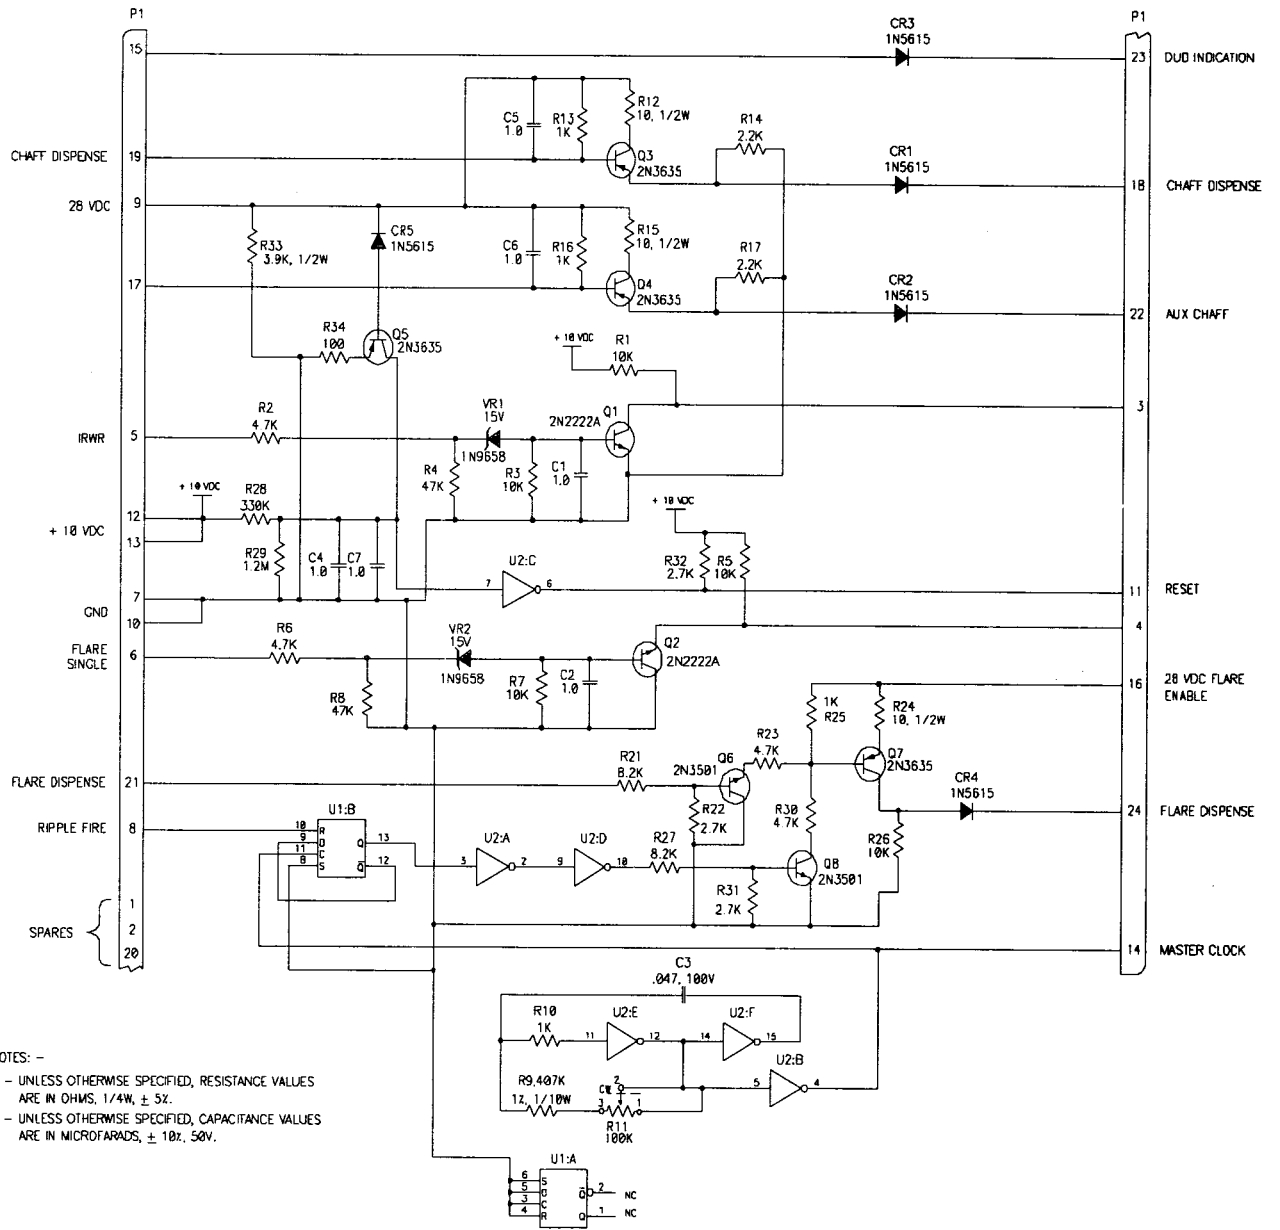 P1
P1
CR3
1N5615
15
23 DUD INDICATION
C5
1.0
R13
1K
R12
10, 1/2W
R14
2.2K
CHAFF DISPENSE 19
Q3
2N3635
CR1
1N5615
18 CHAFF DISPENSE
28 VDC 9
R33
3.9K, 1/2W
CR5
1N5615
C6
1.0
R16
1K
R15
10, 1/2W
R17
2.2K
17
D4
2N3635
CR2
1N5615
22 AUX CHAFF
R34
100
Q5
2N3635
+ 10 VDC
R1
10K
3
R2
4.7K
VR1
15V
1N965B
2N2222A
Q1
IRWR 5
R4
47K
R3
10K
C1
1.0
+ 10 VDC
R28
330K
12
+ 10 VDC
13
R29
1.2M
C4
1.0
C7
1.0
+ 10 VDC
R32
2.7K
R5
10K
U2:C
7
6
11 RESET
7
GND
10
4
R6
4.7K
VR2
15V
1N965B
Q2
2N2222A
FLARE
SINGLE 6
R8
47K
R7
10K
C2
1.0
16 28 VDC FLARE
ENABLE
1K
R25
R24
10, 1/2W
R21
8.2K
2N3501
Q6
R23
4.7K
Q7
2N3635
FLARE DISPENSE 21
R22
2.7K
R30
4.7K
CR4
1N5615
24 FLARE DISPENSE
R26
10K
RIPPLE FIRE 8
U1:B
10 R
9 D
11 C
8 S
Q 13
Q 12
U2:A
3
2
U2:D
9
10
R27
8.2K
R31
2.7K
Q8
2N3501
1
SPARES 2
20
14 MASTER CLOCK
C3
.047, 100V
R10
1K
U2:E
11
12
U2:F
14
15
U2:B
5
4
R9,407K
1%, 1/10W
CW
2
3
1
R11
100K
OTES: -
- UNLESS OTHERWISE SPECIFIED, RESISTANCE VALUES
ARE IN OHMS, 1/4W, ± 5%.
- UNLESS OTHERWISE SPECIFIED, CAPACITANCE VALUES
ARE IN MICROFARADS, ± 10%, 50V.
U1:A
6 S
5 D
3 C
4 R
Q 2 NC
Q 1 NC